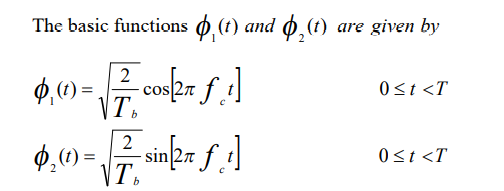 The basic functions ϕ₁(t) and ϕ₂(t) are given by
ϕ₁(t) = √(2/T_b) cos[2π f_c t]    0 ≤ t < T
ϕ₂(t) = √(2/T_b) sin[2π f_c t]    0 ≤ t < T